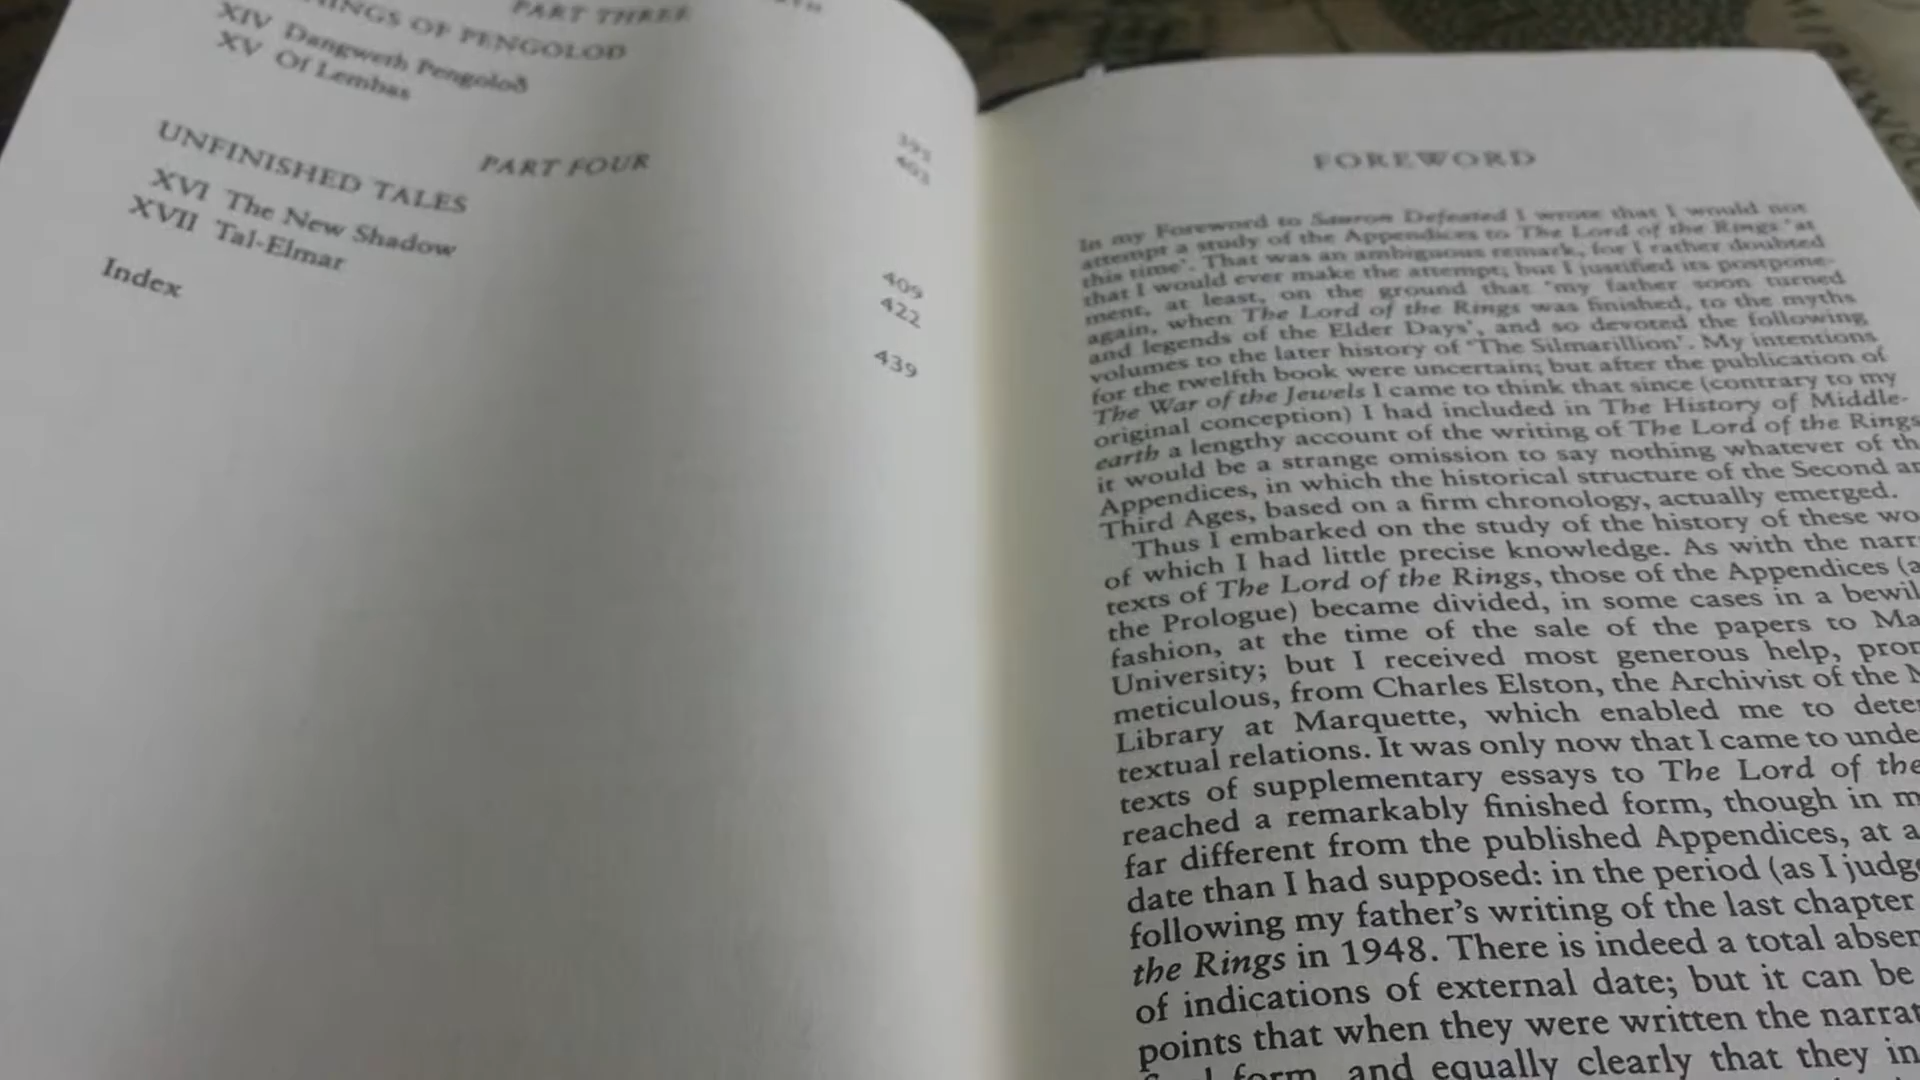 PART THREE
INGS OF PENGOLOD
XIV Dangweth Pengoloð 395
XV Of Lembas 403
PART FOUR
UNFINISHED TALES
XVI The New Shadow 409
XVII Tal-Elmar 422
Index 439
FOREWORD
In my Foreword to Sauron Defeated I wrote that I would not
attempt a study of the Appendices to The Lord of the Rings 'at
this time'. That was an ambiguous remark, for I rather doubted
that I would ever make the attempt; but I justified its postpone-
ment, at least, on the ground that 'my father soon turned
again, when The Lord of the Rings was finished, to the myths
and legends of the Elder Days', and so devoted the following
volumes to the later history of 'The Silmarillion'. My intentions
for the twelfth book were uncertain; but after the publication of
The War of the Jewels I came to think that since (contrary to my
original conception) I had included in The History of Middle-
earth a lengthy account of the writing of The Lord of the Rings
it would be a strange omission to say nothing whatever of th
Appendices, in which the historical structure of the Second an
Third Ages, based on a firm chronology, actually emerged.
Thus I embarked on the study of the history of these wo
of which I had little precise knowledge. As with the narr
texts of The Lord of the Rings, those of the Appendices (a
the Prologue) became divided, in some cases in a bewil
fashion, at the time of the sale of the papers to Ma
University; but I received most generous help, pro
meticulous, from Charles Elston, the Archivist of the M
Library at Marquette, which enabled me to deter
textual relations. It was only now that I came to unde
texts of supplementary essays to The Lord of the
reached a remarkably finished form, though in m
far different from the published Appendices, at a
date than I had supposed: in the period (as I judge
following my father's writing of the last chapter
the Rings in 1948. There is indeed a total absen
of indications of external date; but it can be
points that when they were written the narrat
form, and equally clearly that they in